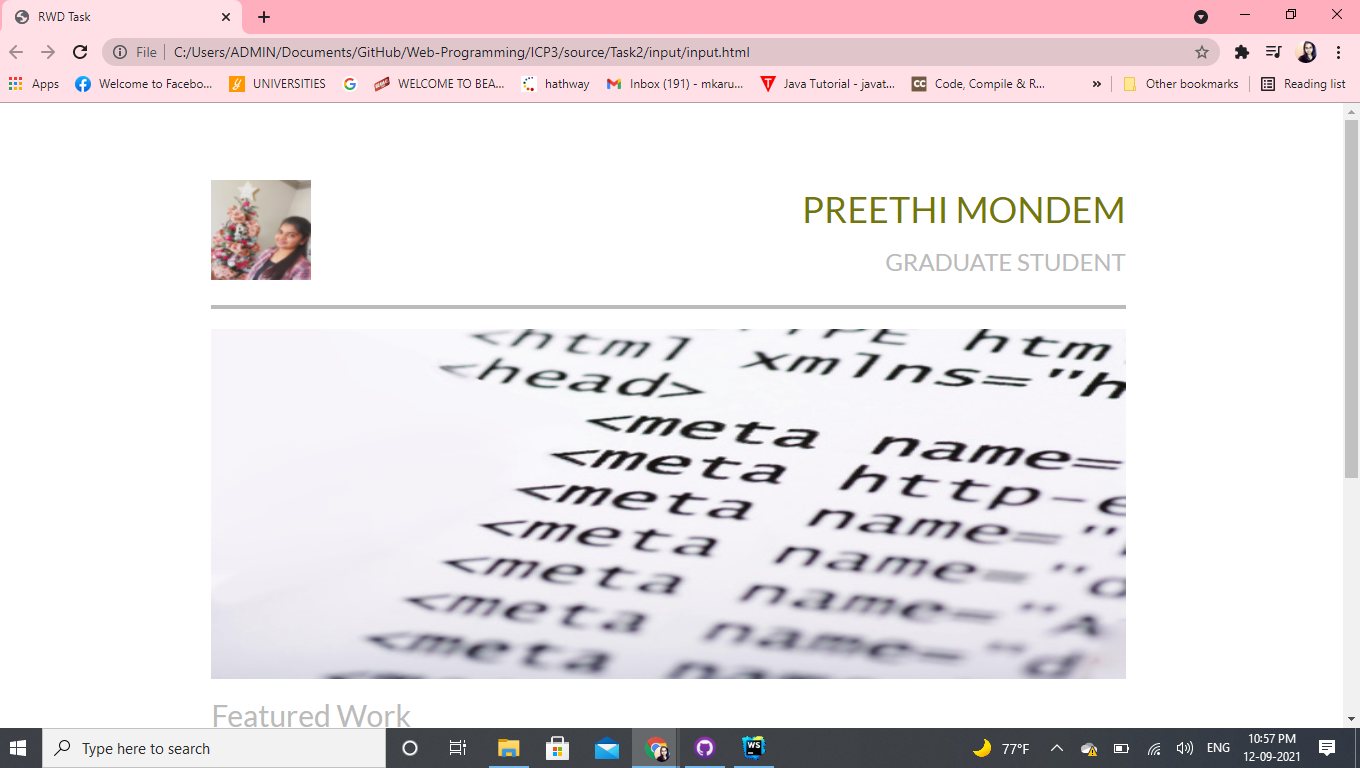 RWD Task
File
C:/Users/ADMIN/Documents/GitHub/Web-Programming/ICP3/source/Task2/input/input.html
Apps
Welcome to Facebo...
UNIVERSITIES
WELCOME TO BEA...
hathway
Inbox (191) - mkaru...
Java Tutorial - javat...
Code, Compile & R...
»
Other bookmarks
Reading list
PREETHI MONDEM
GRADUATE STUDENT
<html
<head>
xmlns="h
htm
<meta name=
<meta http-e
<meta name="
<meta name="d
<meta name="A
<meta name="d
<meta
Featured Work
Type here to search
WS
77°F
ENG
10:57 PM
12-09-2021